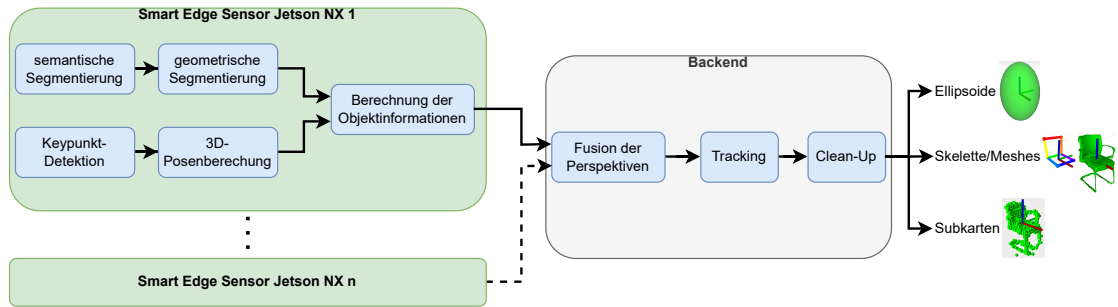 Smart Edge Sensor Jetson NX 1
semantische
Segmentierung
geometrische
Segmentierung
Keypunkt-
Detektion
3D-
Posenberechung
Berechnung der
Objektinformationen
Smart Edge Sensor Jetson NX n
Backend
Fusion der
Perspektiven
Tracking
Clean-Up
Ellipsoide
Skelette/Meshes
Subkarten